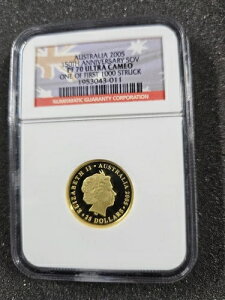 AUSTRALIA 2005
150TH ANNIVERSARY SOV
PF 70 ULTRA CAMEO
ONE OF FIRST 1000 STRUCK
1953043-011
NUMISMATIC GUARANTY CORPORATION
ELIZABETH II · AUSTRALIA 2005
25 DOLLARS